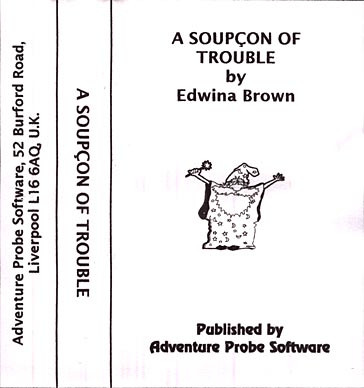 Adventure Probe Software, 52 Burford Road,
Liverpool L16 6AQ, U.K.
A SOUPÇON OF TROUBLE
A SOUPÇON OF
TROUBLE
by
Edwina Brown
Published by
Adventure Probe Software